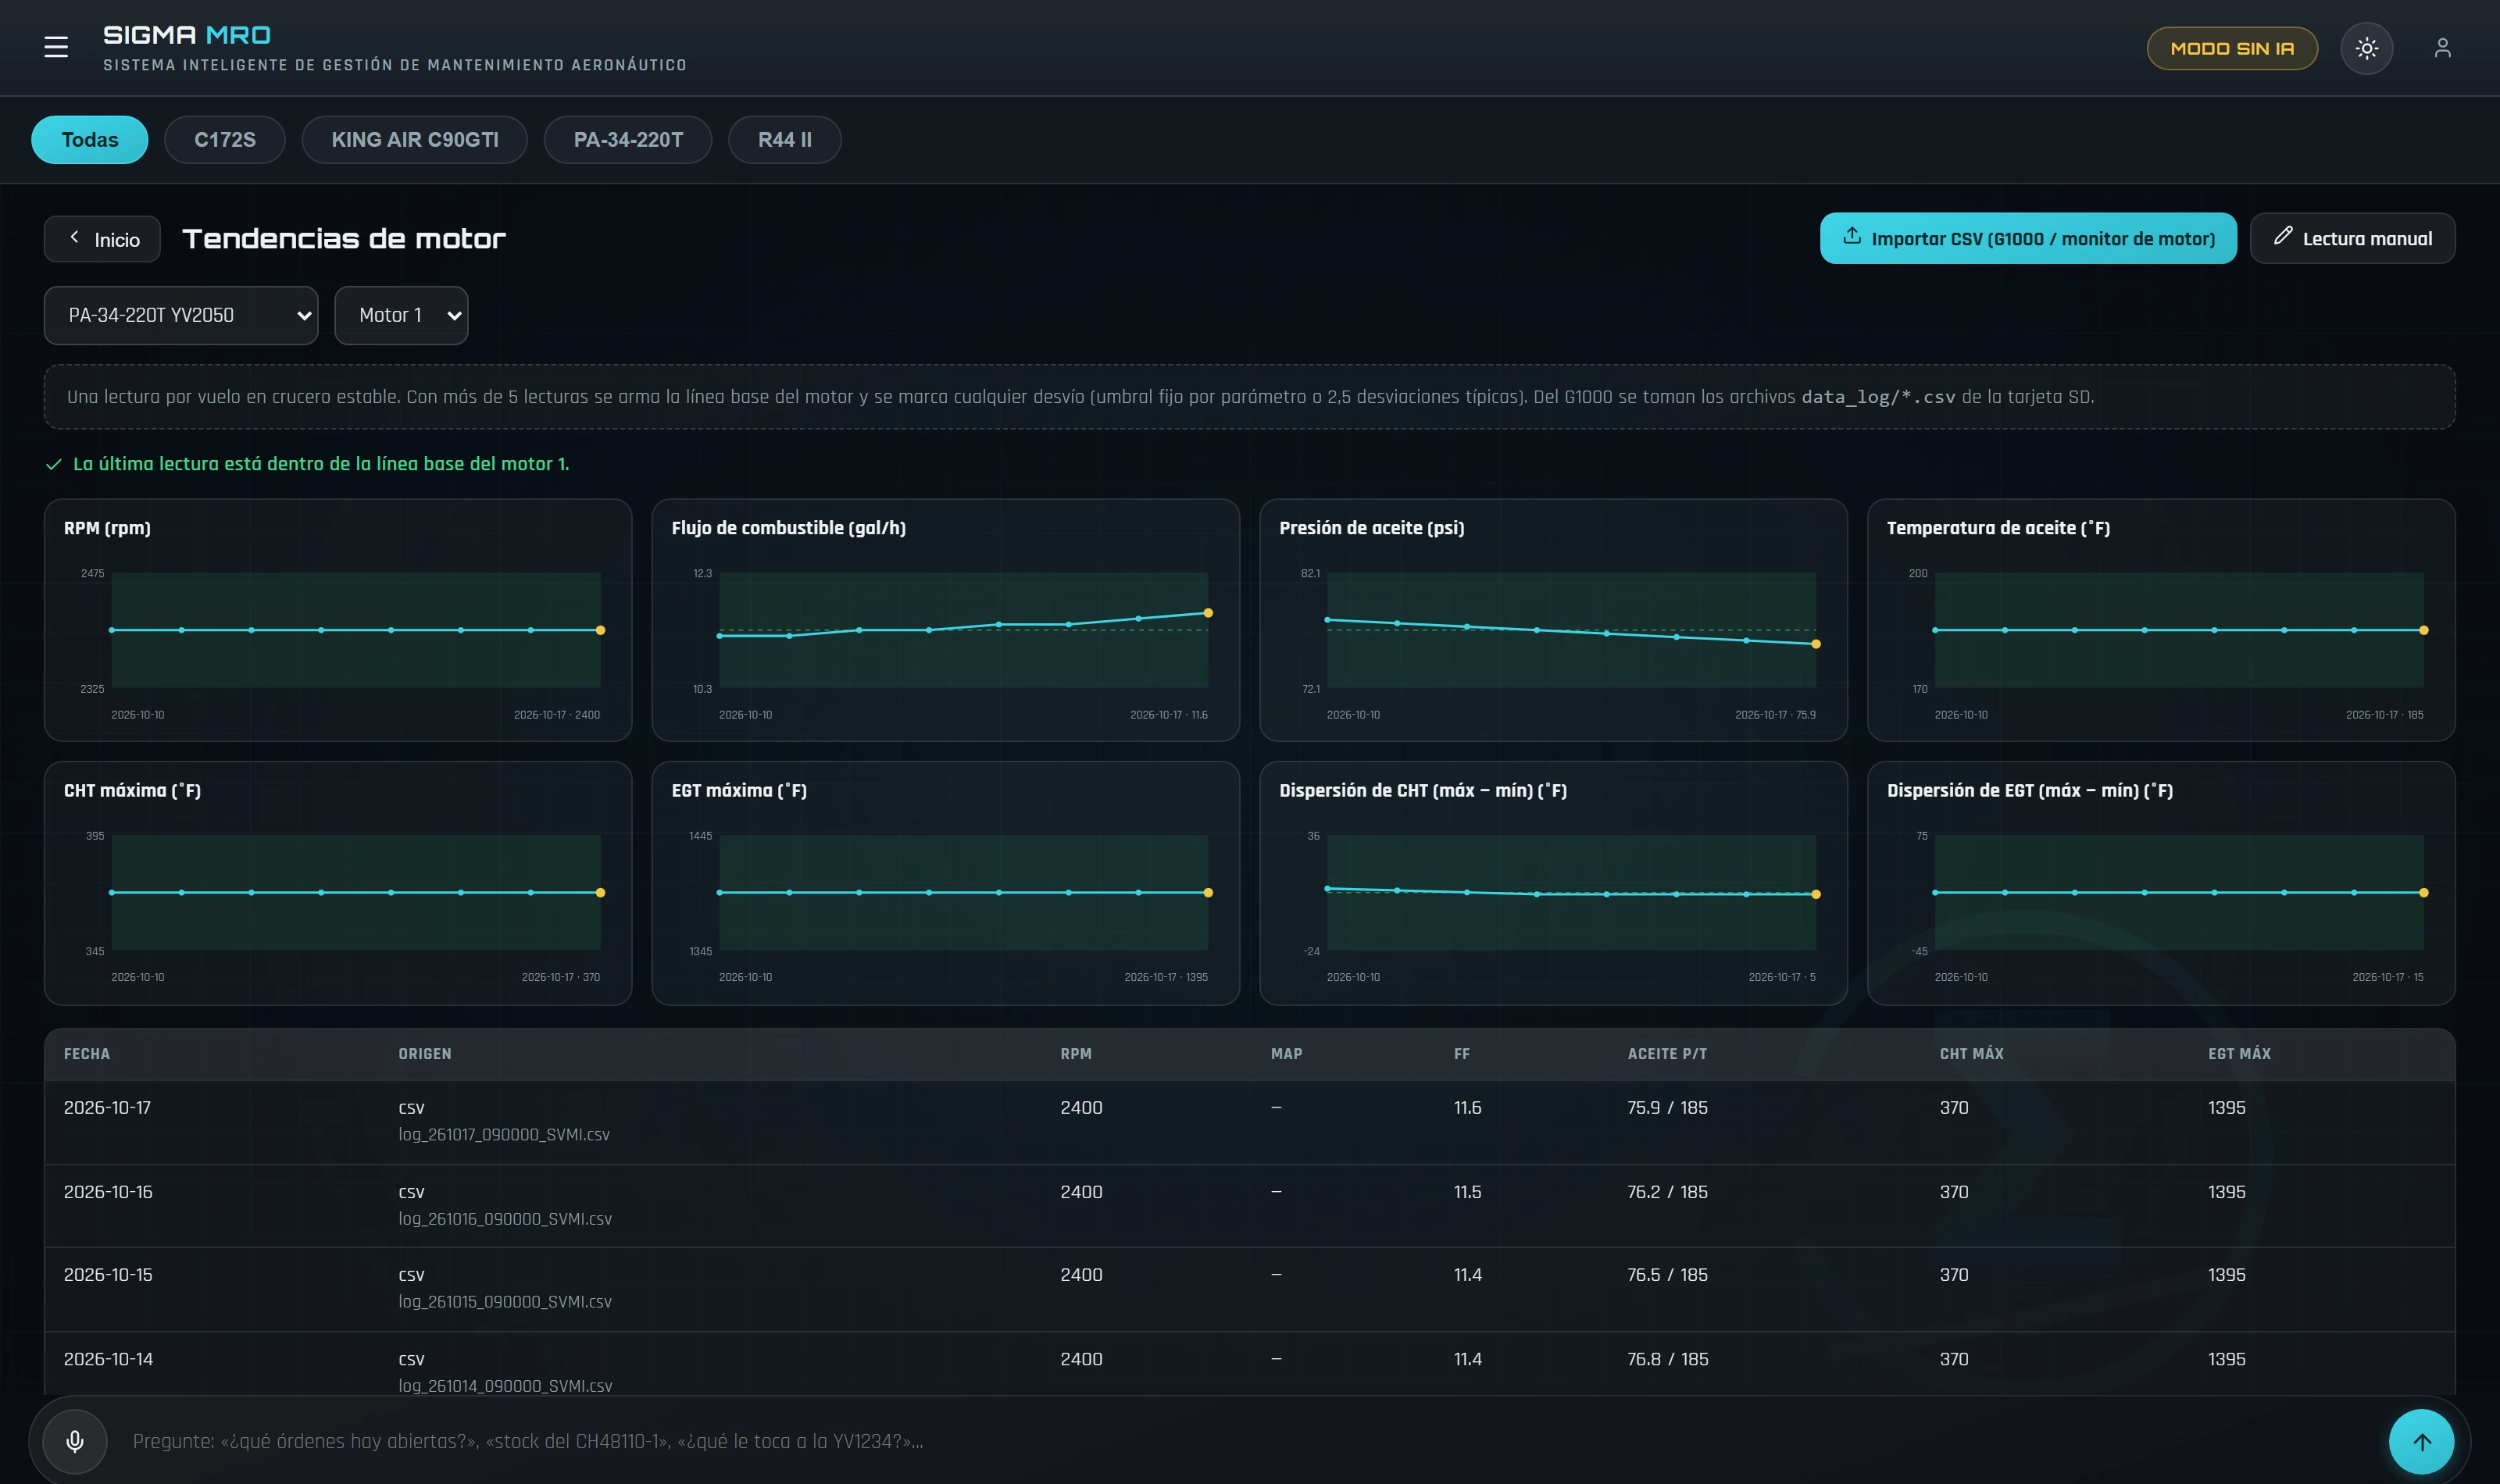 SIGMA MRO
SISTEMA INTELIGENTE DE GESTIÓN DE MANTENIMIENTO AERONÁUTICO
MODO SIN IA
Todas
C172S
KING AIR C90GTI
PA-34-220T
R44 II
Inicio
Tendencias de motor
Importar CSV (G1000 / monitor de motor)
Lectura manual
PA-34-220T YV2050
Motor 1
Una lectura por vuelo en crucero estable. Con más de 5 lecturas se arma la línea base del motor y se marca cualquier desvío (umbral fijo por parámetro o 2,5 desviaciones típicas). Del G1000 se toman los archivos data_log/*.csv de la tarjeta SD.
La última lectura está dentro de la línea base del motor 1.
RPM (rpm)
2475
2325
2026-10-10
2026-10-17 · 2400
Flujo de combustible (gal/h)
12.3
10.3
2026-10-10
2026-10-17 · 11.6
Presión de aceite (psi)
82.1
72.1
2026-10-10
2026-10-17 · 75.9
Temperatura de aceite (°F)
200
170
2026-10-10
2026-10-17 · 185
CHT máxima (°F)
395
345
2026-10-10
2026-10-17 · 370
EGT máxima (°F)
1445
1345
2026-10-10
2026-10-17 · 1395
Dispersión de CHT (máx – mín) (°F)
36
-24
2026-10-10
2026-10-17 · 5
Dispersión de EGT (máx – mín) (°F)
75
-45
2026-10-10
2026-10-17 · 15
FECHA ORIGEN RPM MAP FF ACEITE P/T CHT MÁX EGT MÁX
2026-10-17 csv 2400 — 11.6 75.9 / 185 370 1395
log_261017_090000_SVMI.csv
2026-10-16 csv 2400 — 11.5 76.2 / 185 370 1395
log_261016_090000_SVMI.csv
2026-10-15 csv 2400 — 11.4 76.5 / 185 370 1395
log_261015_090000_SVMI.csv
2026-10-14 csv 2400 — 11.4 76.8 / 185 370 1395
log_261014_090000_SVMI.csv
Pregunte: «¿qué órdenes hay abiertas?», «stock del CH48110-1», «¿qué le toca a la YV1234?»...